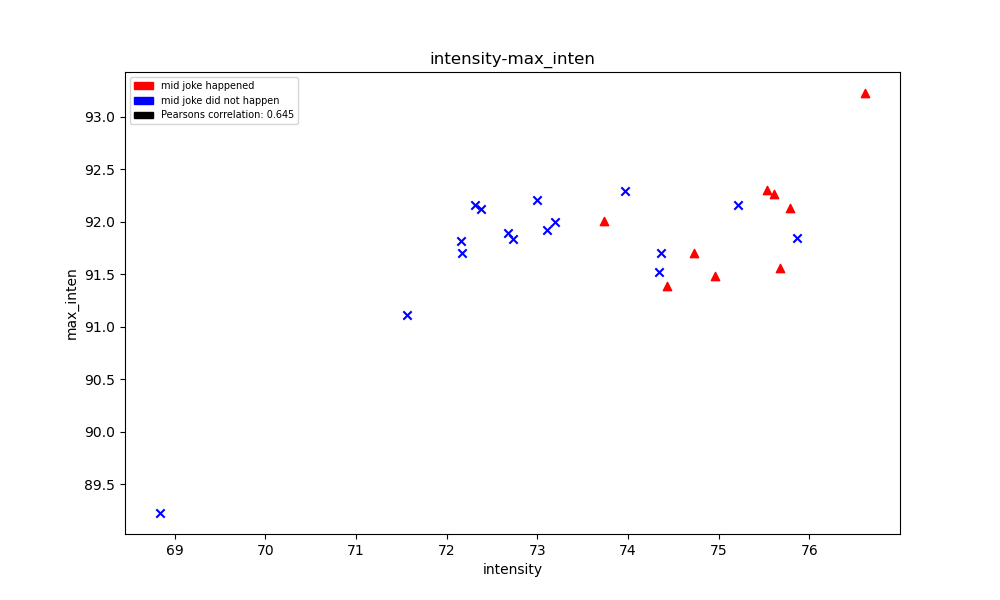 intensity-max_inten
mid joke happened
mid joke did not happen
Pearsons correlation: 0.645
93.0
92.5
92.0
91.5
91.0
90.5
90.0
89.5
max_inten
69 70 71 72 73 74 75 76
intensity